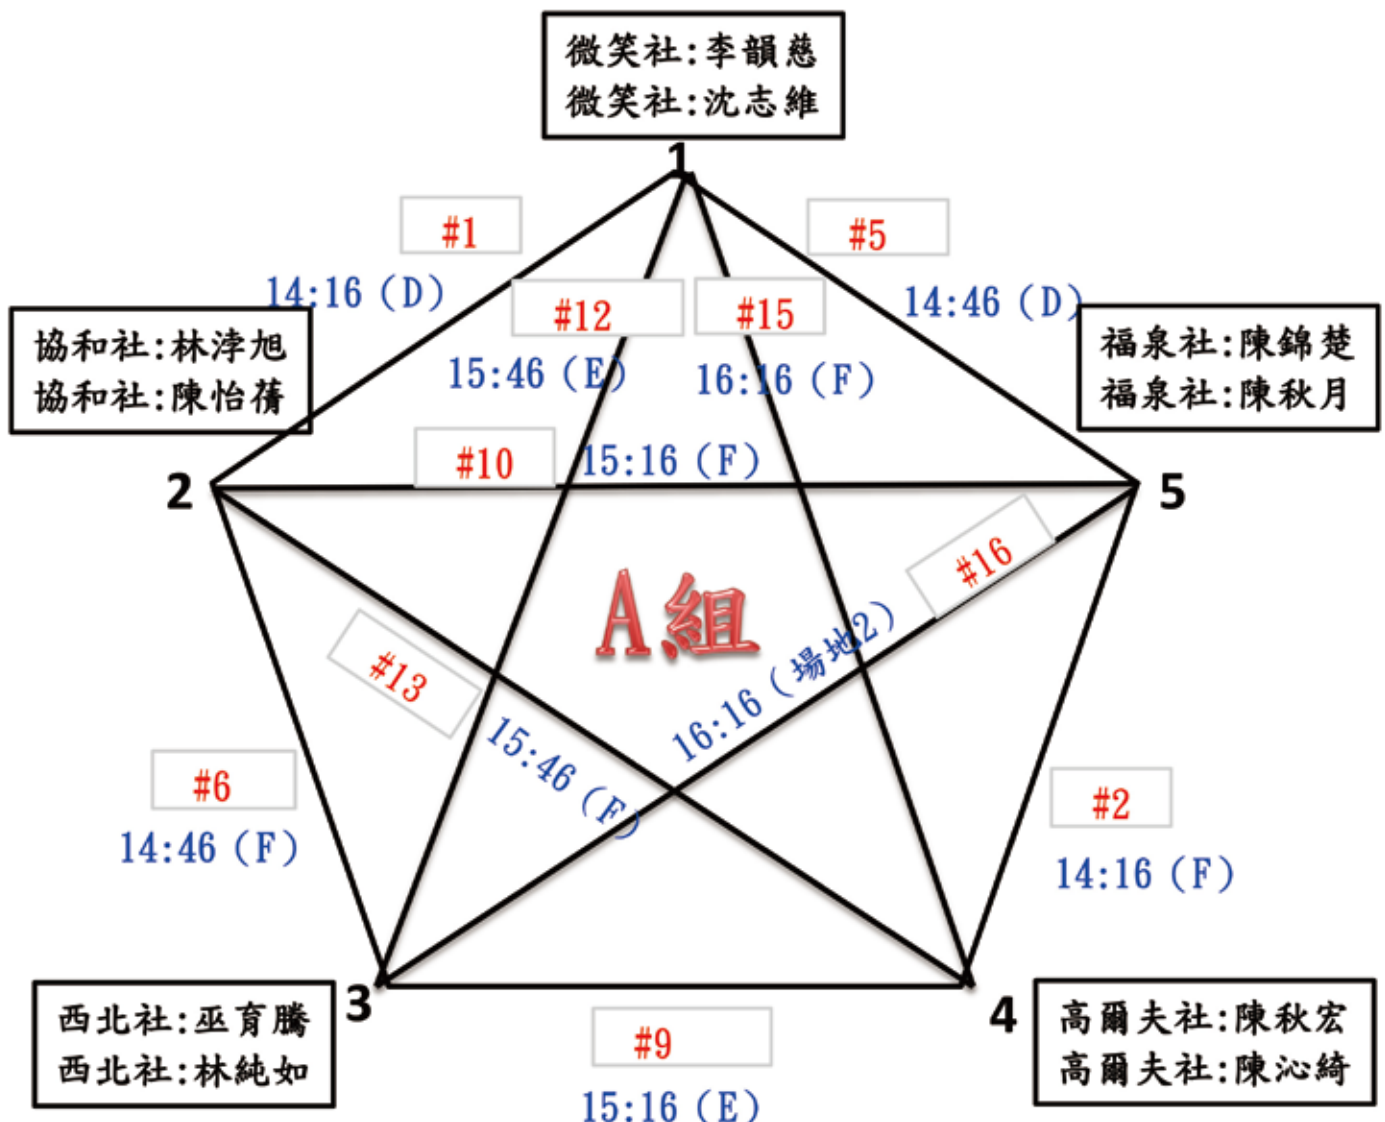 微笑社:李韻慈
微笑社:沈志維
1
#1
#5
14:16 (D)
#12
#15
14:46 (D)
協和社:林浡旭
協和社:陳怡蒨
15:46 (E)
16:16 (F)
福泉社:陳錦楚
福泉社:陳秋月
#10
15:16 (F)
2
5
#16
A組
#13
16:16 (場地2)
15:46 (F)
#6
14:46 (F)
#2
14:16 (F)
西北社:巫育騰
西北社:林純如
3
4
高爾夫社:陳秋宏
高爾夫社:陳沁綺
#9
15:16 (E)